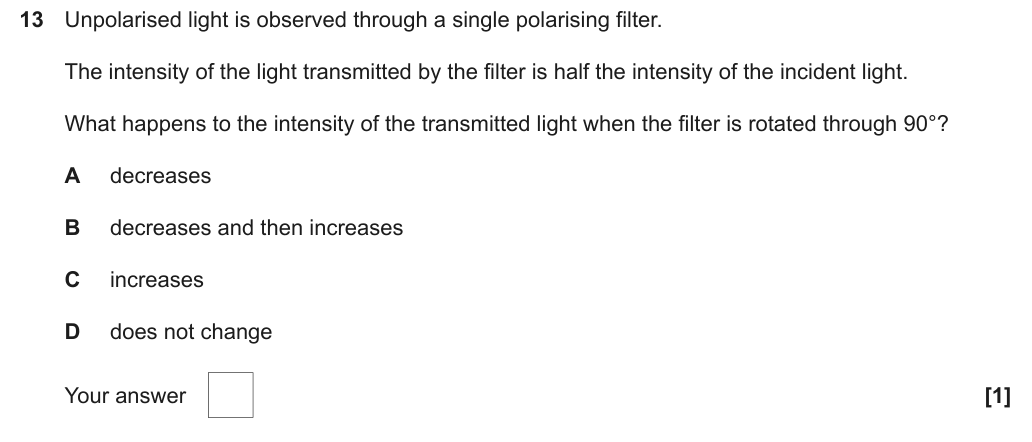 13 Unpolarised light is observed through a single polarising filter.
The intensity of the light transmitted by the filter is half the intensity of the incident light.
What happens to the intensity of the transmitted light when the filter is rotated through 90°?
A decreases
B decreases and then increases
C increases
D does not change
Your answer [1]